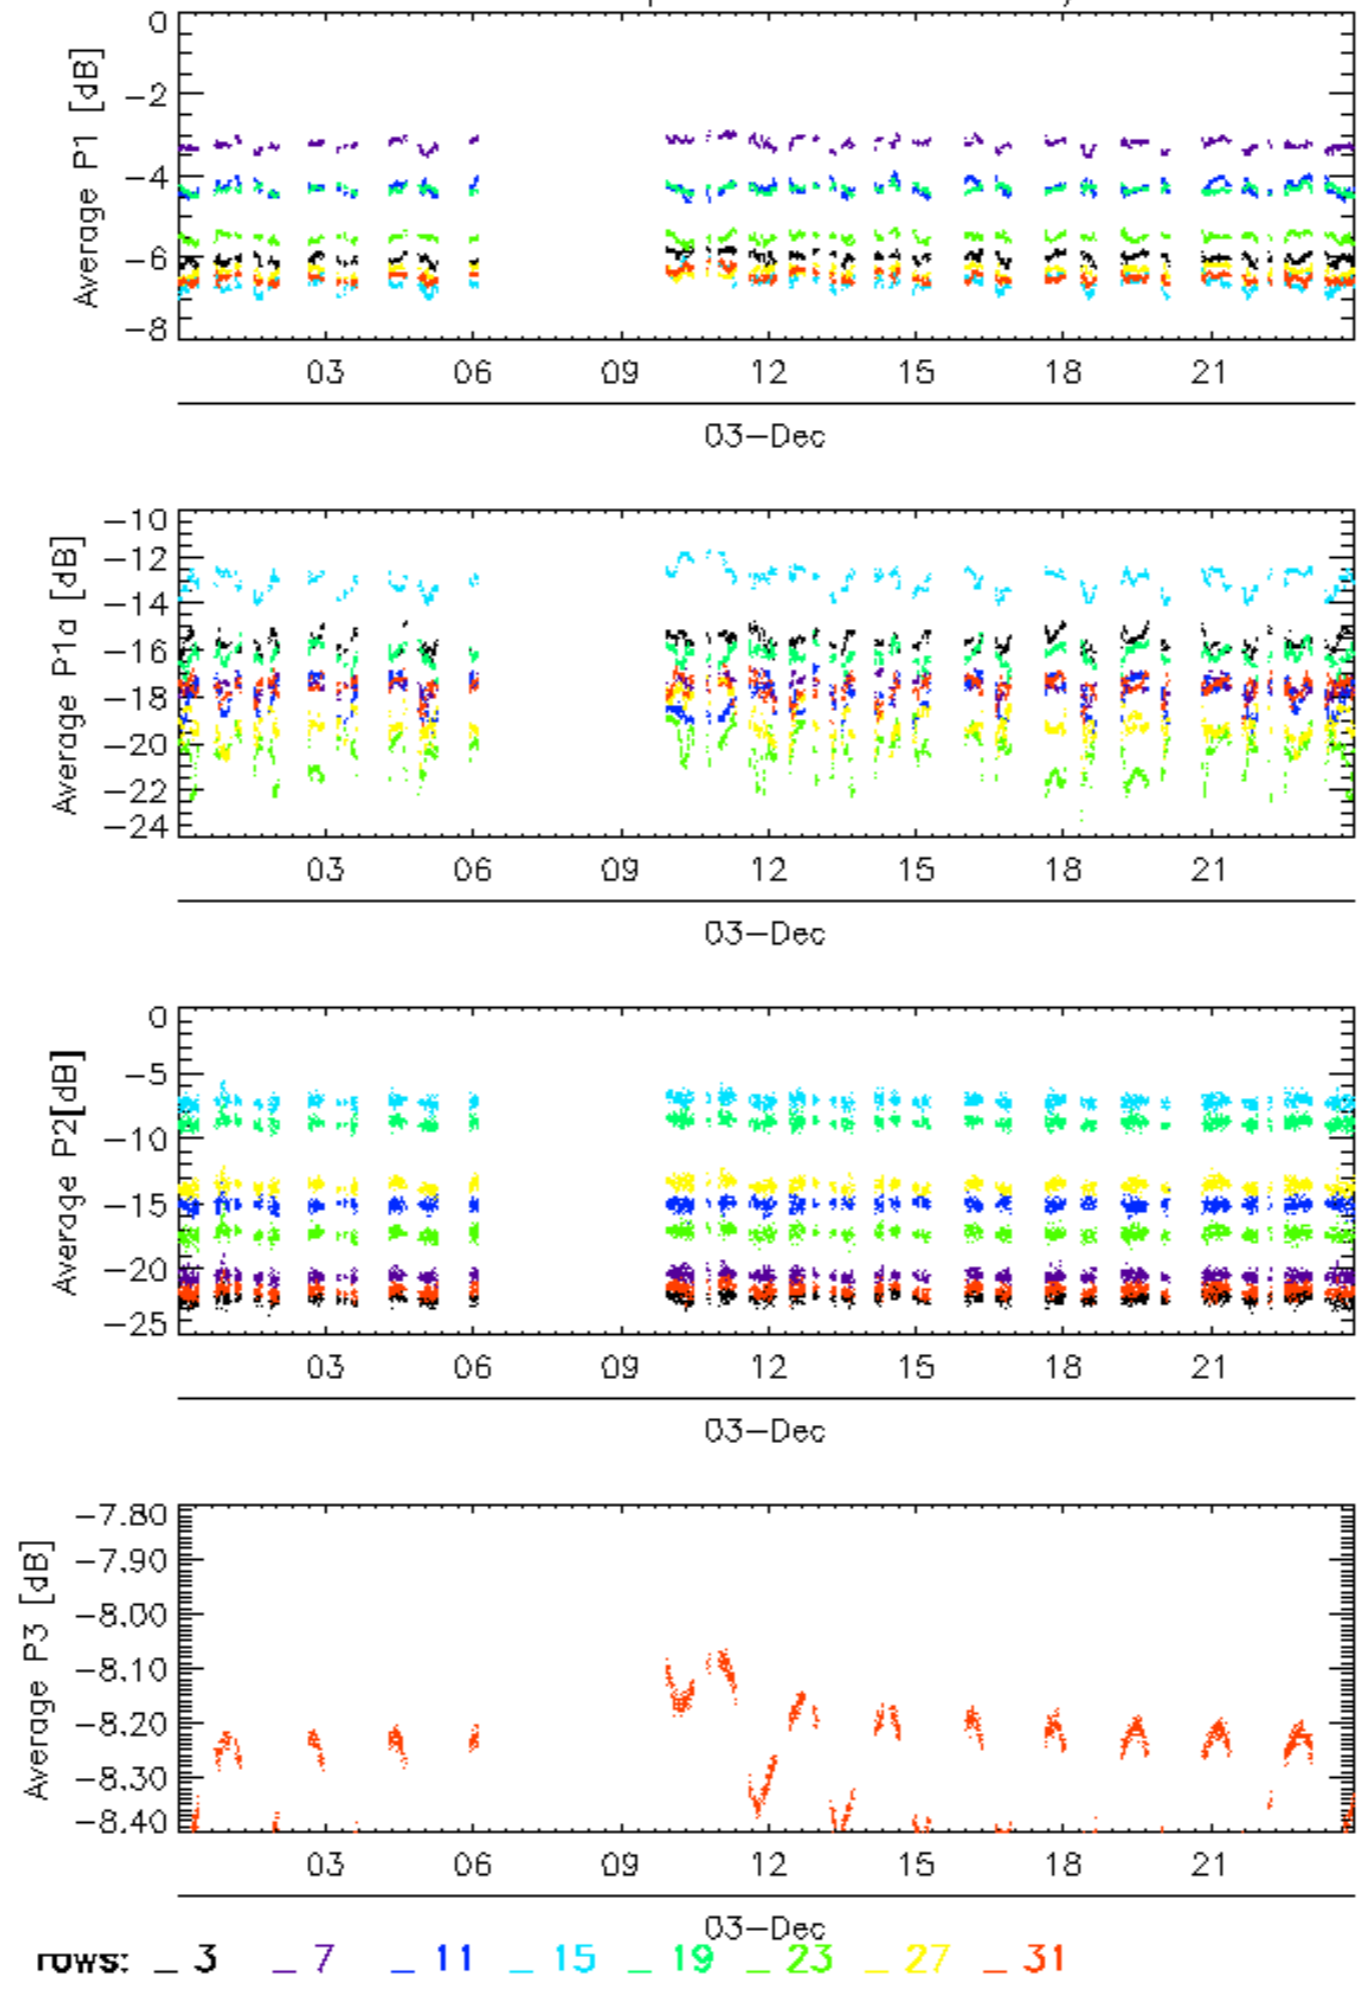 0
-2
-4
-6
-8
Average P1 [dB]
03 06 09 12 15 18 21
03-Dec
-10
-12
-14
-16
-18
-20
-22
-24
Average P1a [dB]
03 06 09 12 15 18 21
03-Dec
0
-5
-10
-15
-20
-25
Average P2[dB]
03 06 09 12 15 18 21
03-Dec
-7.80
-7.90
-8.00
-8.10
-8.20
-8.30
-8.40
Average P3 [dB]
03 06 09 12 15 18 21
03-Dec
rows: _ 3 _ 7 _ 11 _ 15 _ 19 _ 23 _ 27 _ 31